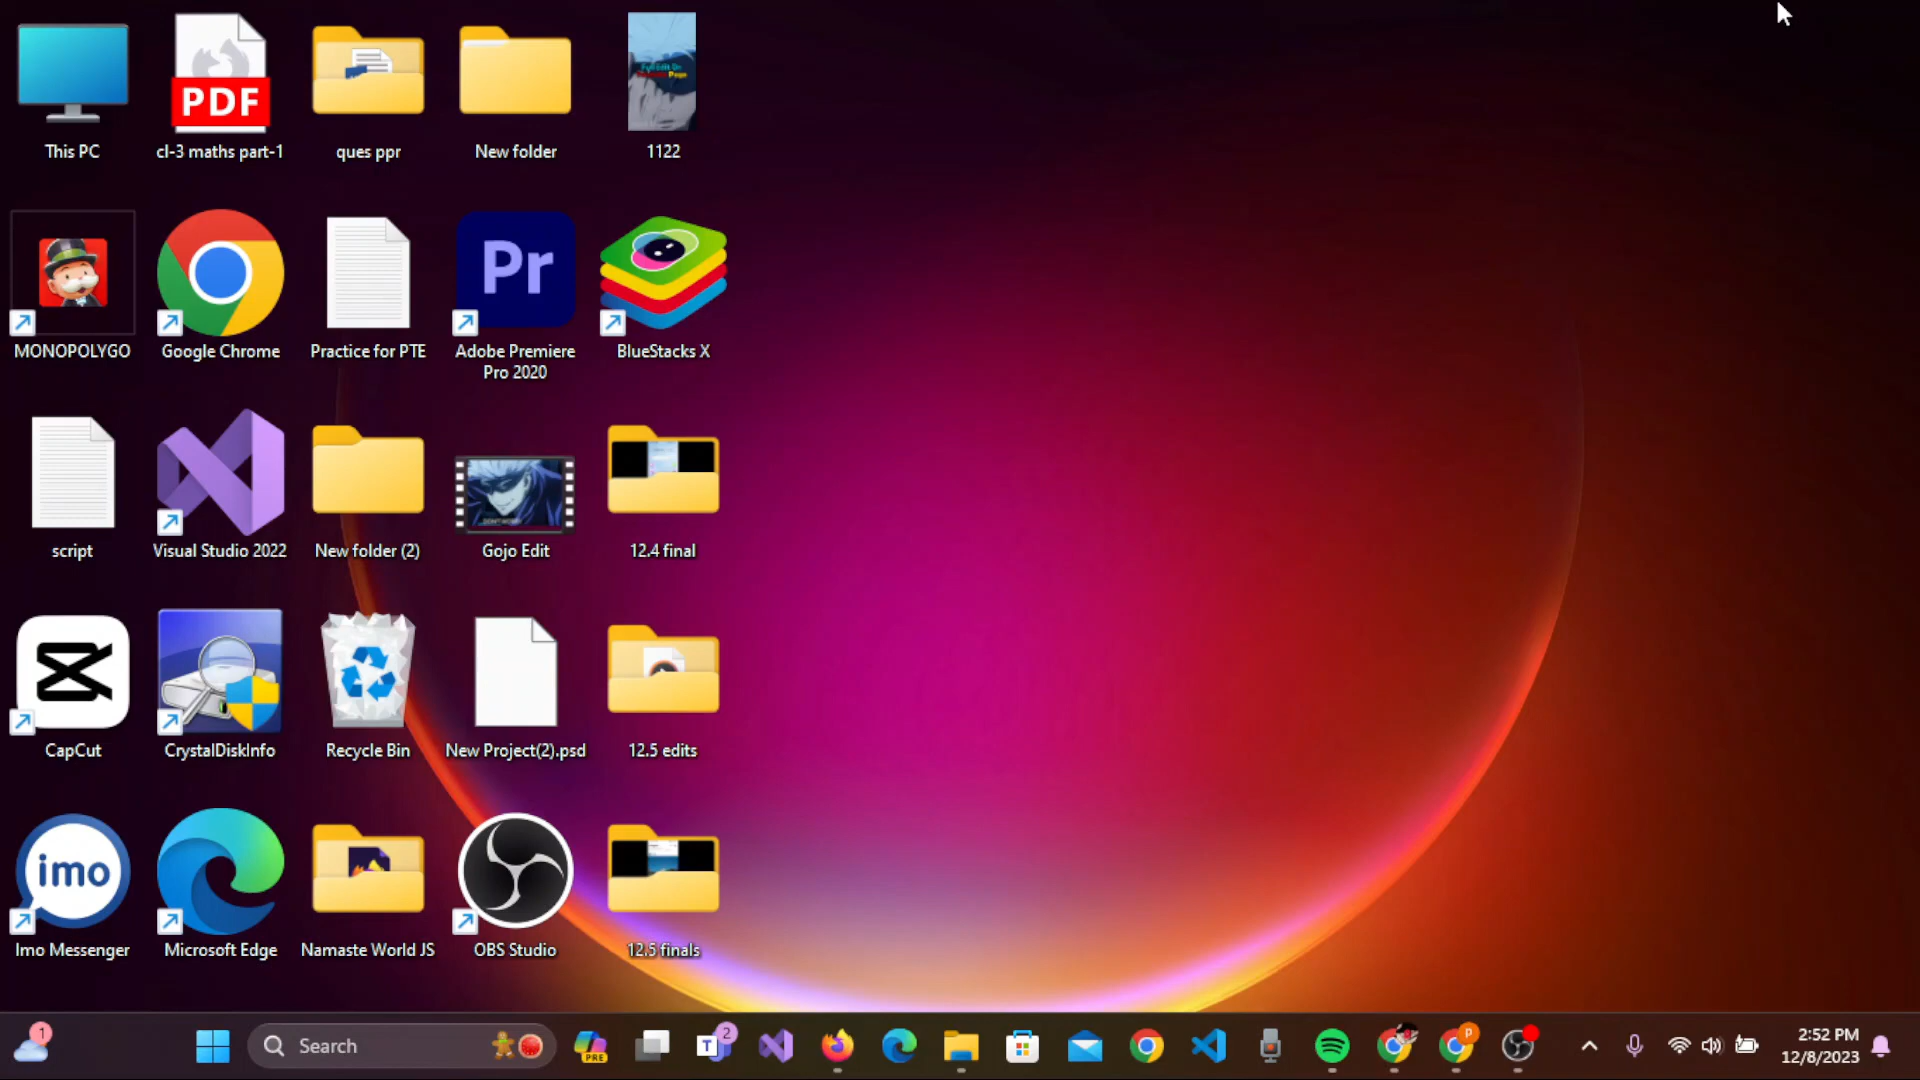 This PC
PDF
cl-3 maths part-1
ques ppr
New folder
1122
MONOPOLYGO
Google Chrome
Practice for PTE
Pr
Adobe Premiere
Pro 2020
BlueStacks X
script
Visual Studio 2022
New folder (2)
Gojo Edit
12.4 final
CapCut
CrystalDiskInfo
Recycle Bin
New Project(2).psd
12.5 edits
imo
Imo Messenger
Microsoft Edge
Namaste World JS
OBS Studio
12.5 finals
1
Search
PRE
T
2
P
2:52 PM
12/8/2023